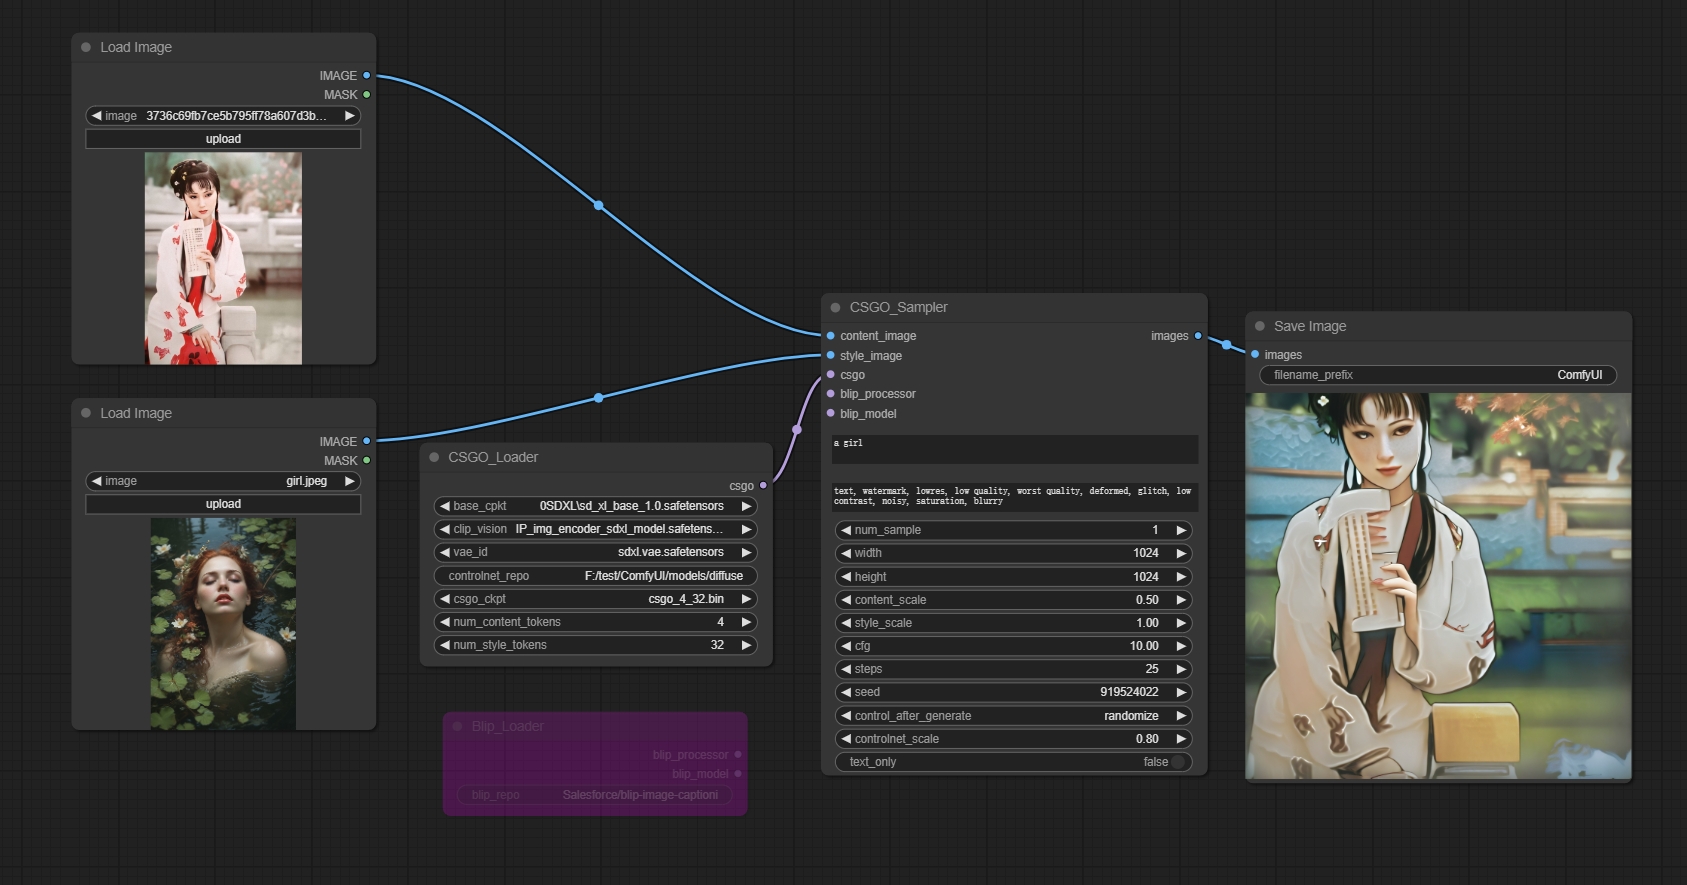 Load Image
IMAGE
MASK
image 3736c69fb7ce5b795ff78a607d3b...
upload
Load Image
IMAGE
MASK
image girl.jpeg
upload
CSGO_Loader
csgo
base_cpkt 0SDXL\sd_xl_base_1.0.safetensors
clip_vision IP_img_encoder_sdxl_model.safetens...
vae_id sdxl.vae.safetensors
controlnet_repo F:/test/ComfyUI/models/diffuse
csgo_ckpt csgo_4_32.bin
num_content_tokens 4
num_style_tokens 32
Blip_Loader
blip_processor
blip_model
blip_repo Salesforce/blip-image-captioni
CSGO_Sampler
content_image images
style_image
csgo
blip_processor
blip_model
a girl
text, watermark, lowres, low quality, worst quality, deformed, glitch, low
contrast, noisy, saturation, blurry
num_sample 1
width 1024
height 1024
content_scale 0.50
style_scale 1.00
cfg 10.00
steps 25
seed 919524022
control_after_generate randomize
controlnet_scale 0.80
text_only false
Save Image
images
filename_prefix ComfyUI